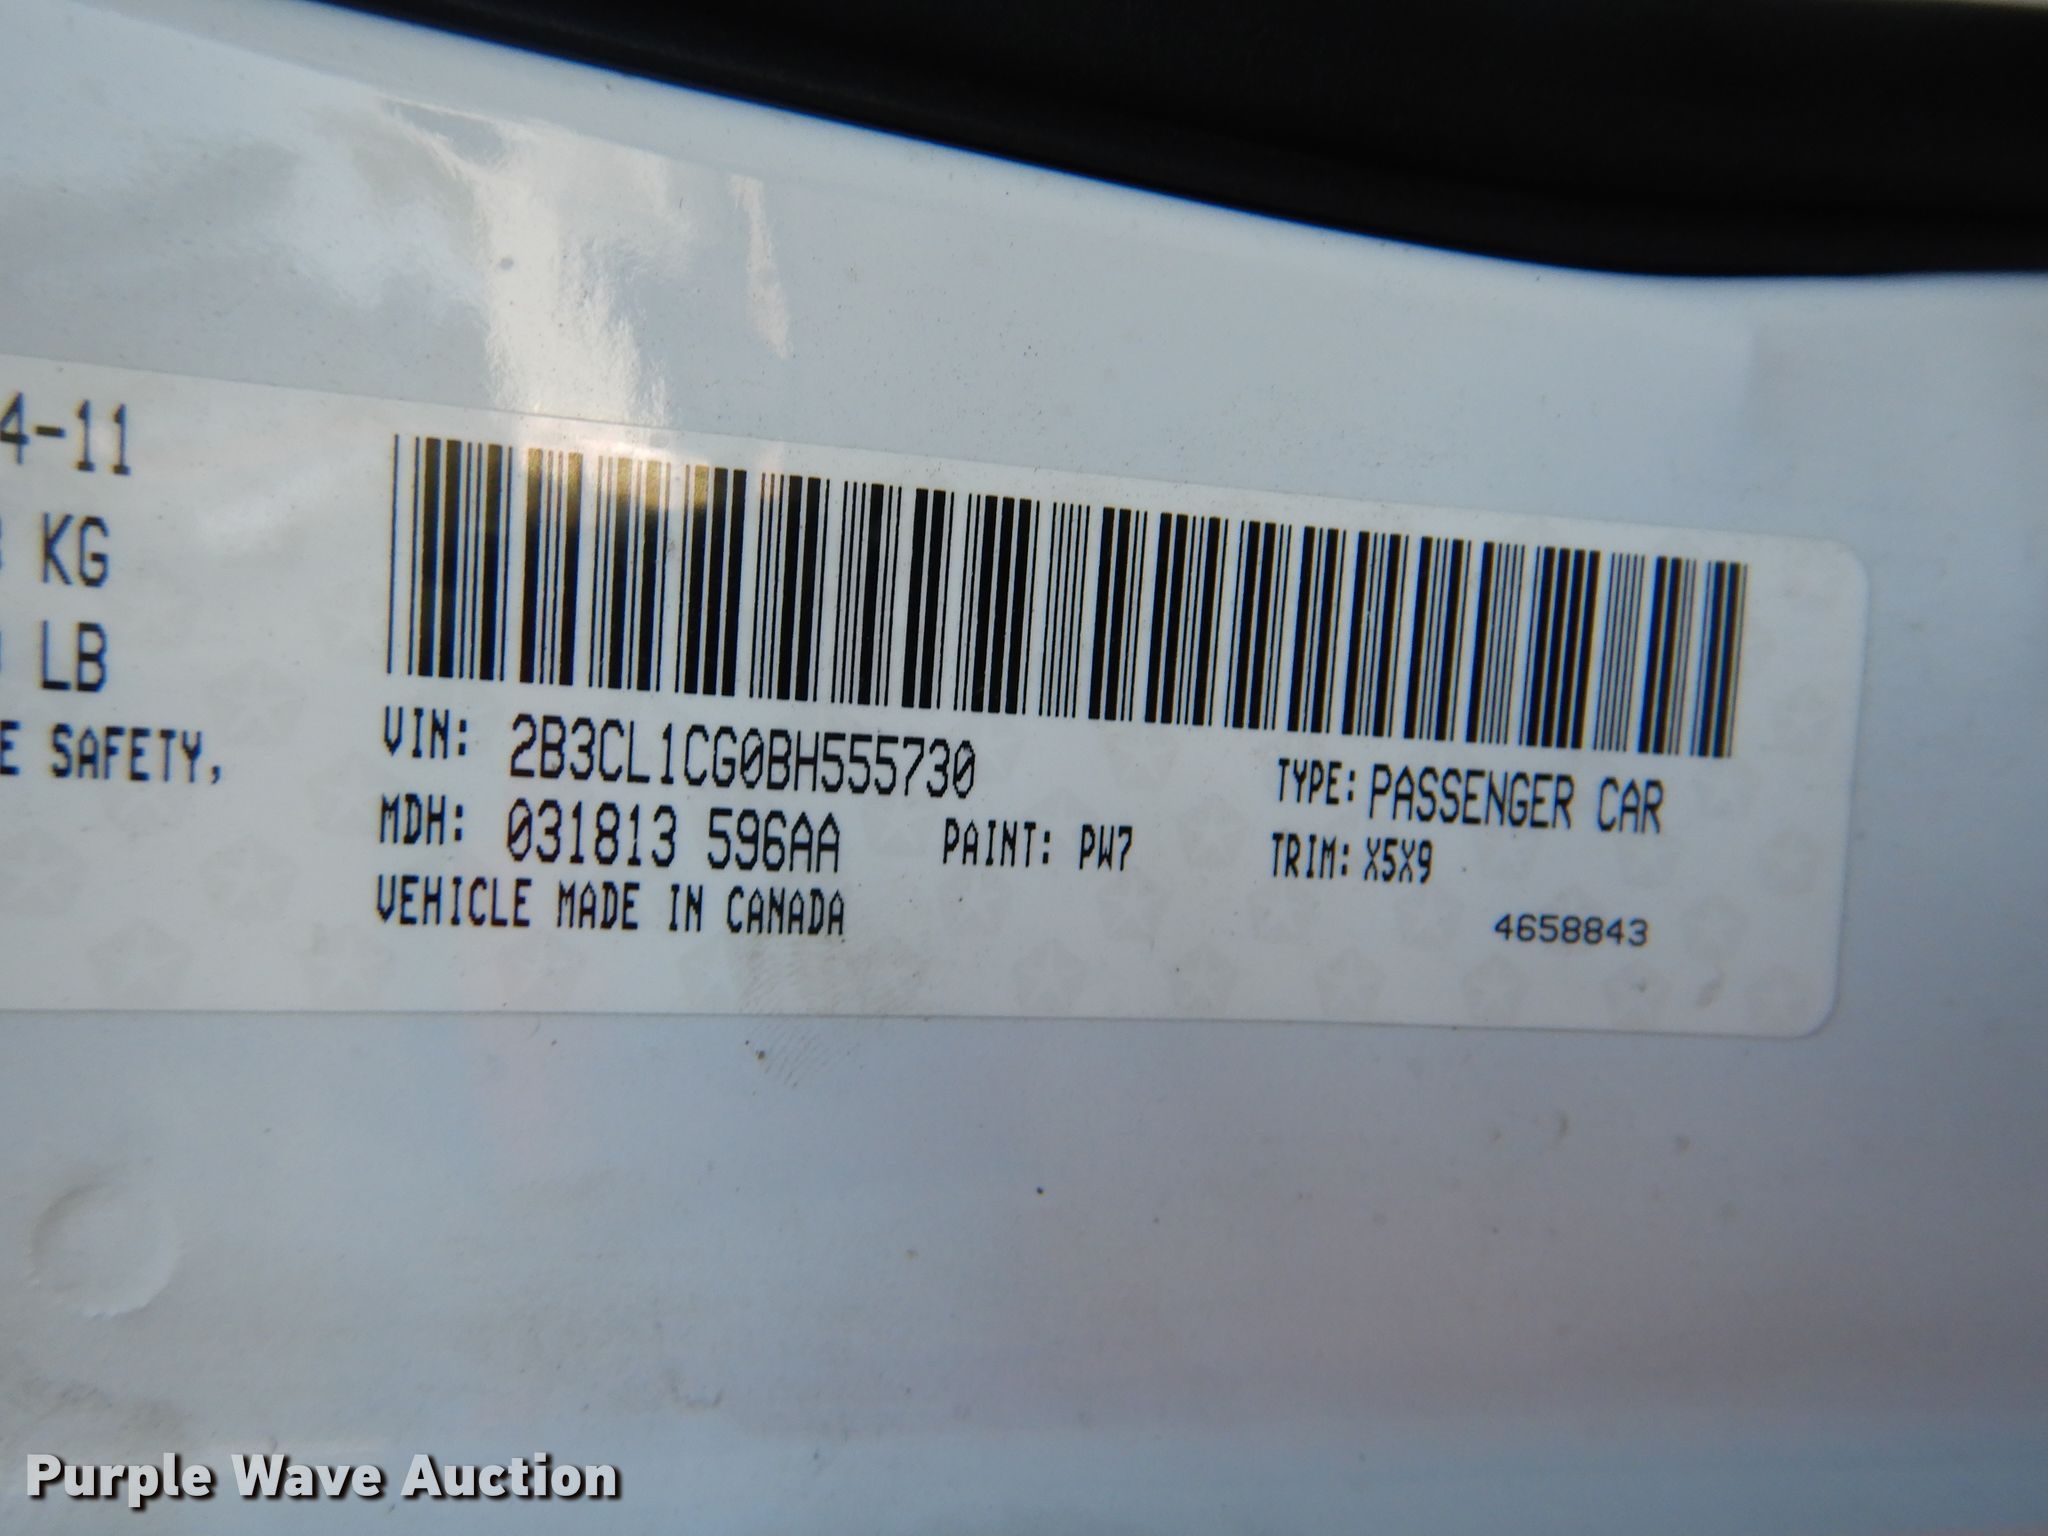 4-11
KG
LB
E SAFETY,
VIN: 2B3CL1CG0BH555730
TYPE: PASSENGER CAR
MDH: 031813 596AA PAINT: PW7 TRIM: X5X9
VEHICLE MADE IN CANADA
4658843
Purple Wave Auction